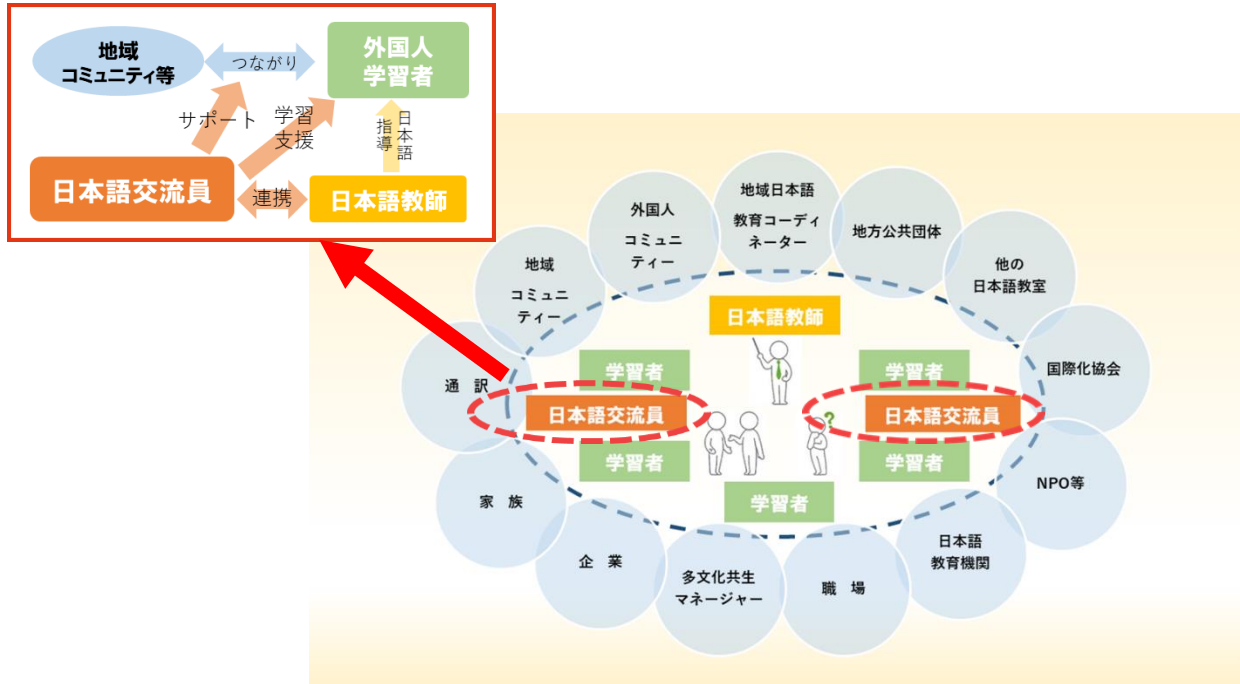 地域
コミュニティ等
つながり
外国人
学習者
サポート
学習
支援
日本語
指導
日本語交流員
連携
日本語教師
地域日本語
教育コーディ
ネーター
外国人
コミュニ
ティー
地方公共団体
地域
コミュニ
ティー
他の
日本語教室
日本語教師
通 訳
学習者
学習者
国際化協会
日本語交流員
日本語交流員
?
学習者
学習者
家 族
学習者
NPO等
企 業
日本語
教育機関
多文化共生
マネージャー
職 場